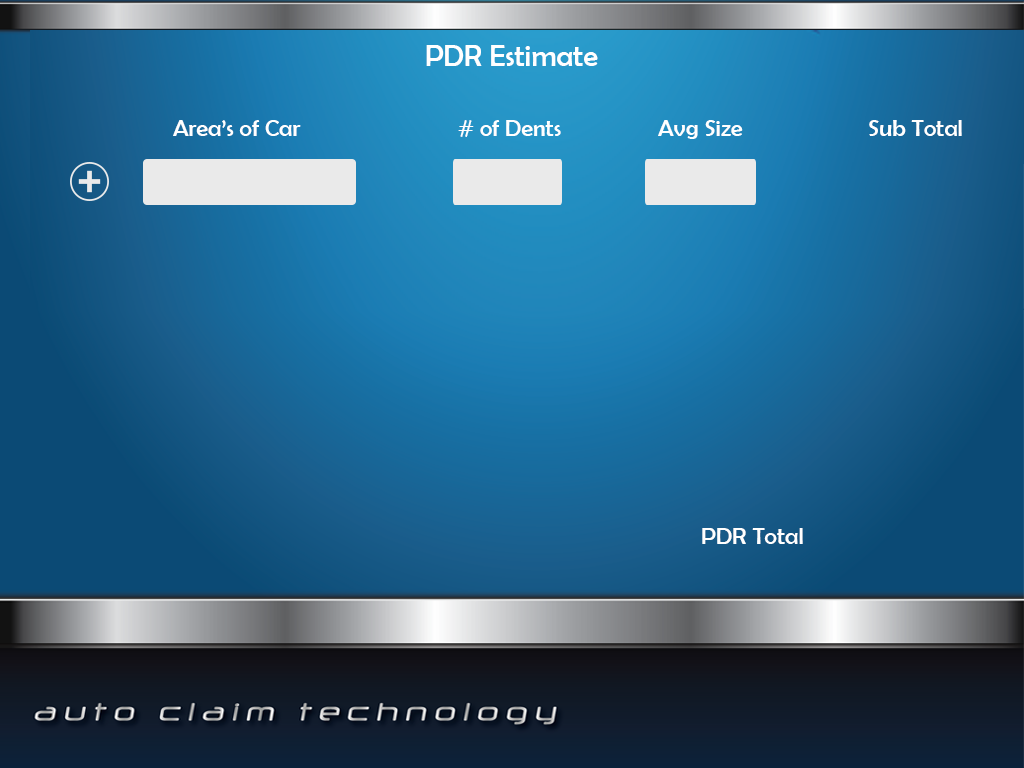 PDR Estimate
Area's of Car # of Dents Avg Size Sub Total
PDR Total
auto claim technology